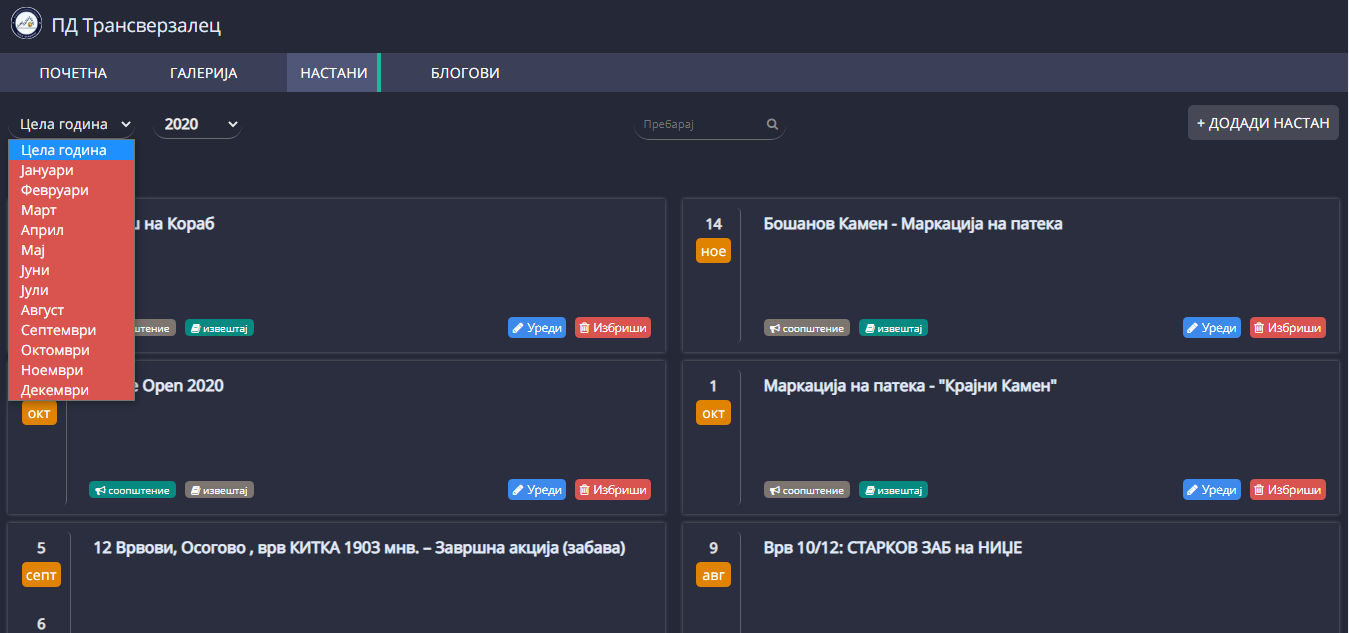 ПД Трансверзалец
ПОЧЕТНА ГАЛЕРИЈА НАСТАНИ БЛОГОВИ
Цела година 2020 Пребарај + ДОДАДИ НАСТАН
Цела година
Јануари
Февруари
Март
Април
Мај
Јуни
Јули
Август
Септември
Октомври
Ноември
Декември
на Кораб
извештај Уреди Избриши
14 Бошанов Камен - Маркација на патека
ное
соопштение извештај Уреди Избриши
Open 2020
окт
соопштение извештај Уреди Избриши
1 Маркација на патека - "Крајни Камен"
окт
соопштение извештај Уреди Избриши
5 12 Врвови, Осогово , врв КИТКА 1903 мнв. – Завршна акција (забава)
септ
6
9 Врв 10/12: СТАРКОВ ЗАБ на НИЏЕ
авг